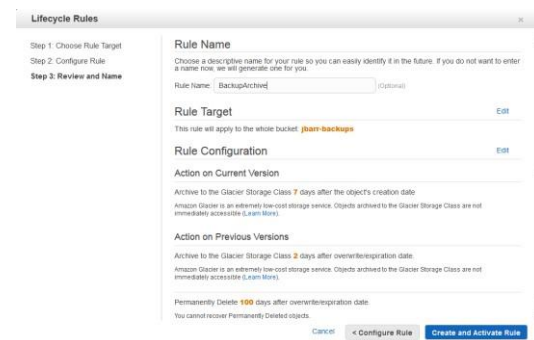 Lifecycle Rules
×
Step 1: Choose Rule Target
Step 2: Configure Rule
Step 3: Review and Name
Rule Name
Choose a descriptive name for your rule so you can easily identify it in the future. If you do not want to enter
a name now, we will generate one for you.
Rule Name: BackupArchive (Optional)
Rule Target Edit
This rule will apply to the whole bucket: jbarr-backups
Rule Configuration Edit
Action on Current Version
Archive to the Glacier Storage Class 7 days after the object's creation date
Amazon Glacier is an extremely low-cost storage service. Objects archived to the Glacier Storage Class are not
immediately accessible (Learn More).
Action on Previous Versions
Archive to the Glacier Storage Class 2 days after overwrite/expiration date.
Amazon Glacier is an extremely low-cost storage service. Objects archived to the Glacier Storage Class are not
immediately accessible (Learn More).
Permanently Delete 100 days after overwrite/expiration date.
You cannot recover Permanently Deleted objects.
Cancel < Configure Rule Create and Activate Rule